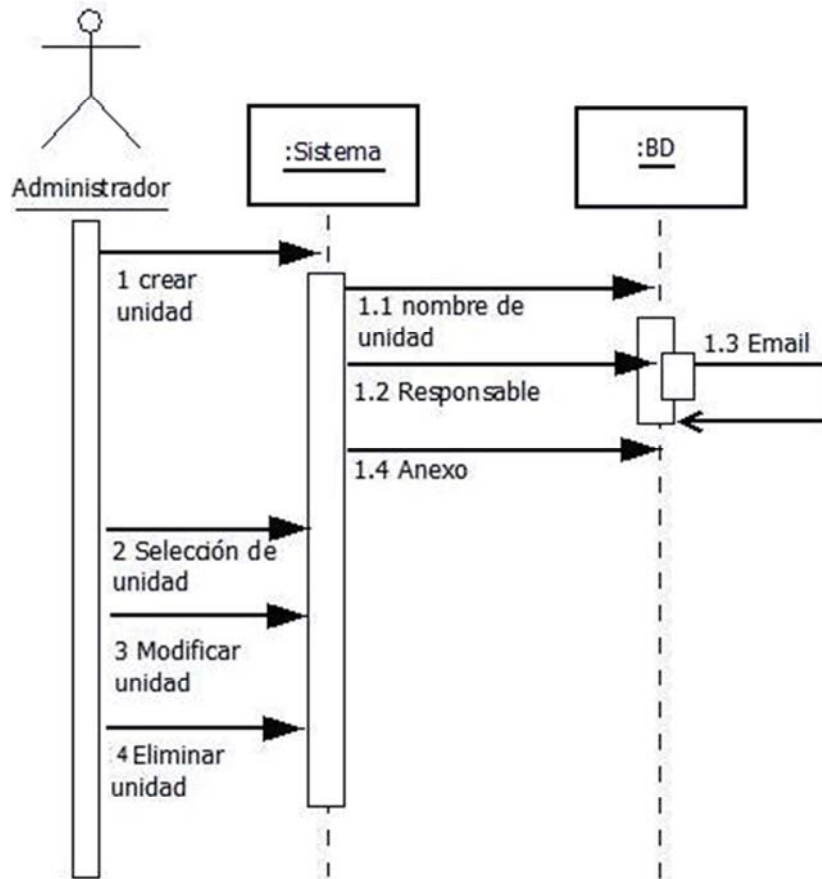 Administrador
:Sistema
:BD
1 crear
unidad
1.1 nombre de
unidad
1.2 Responsable
1.3 Email
1.4 Anexo
2 Selección de
unidad
3 Modificar
unidad
4 Eliminar
unidad